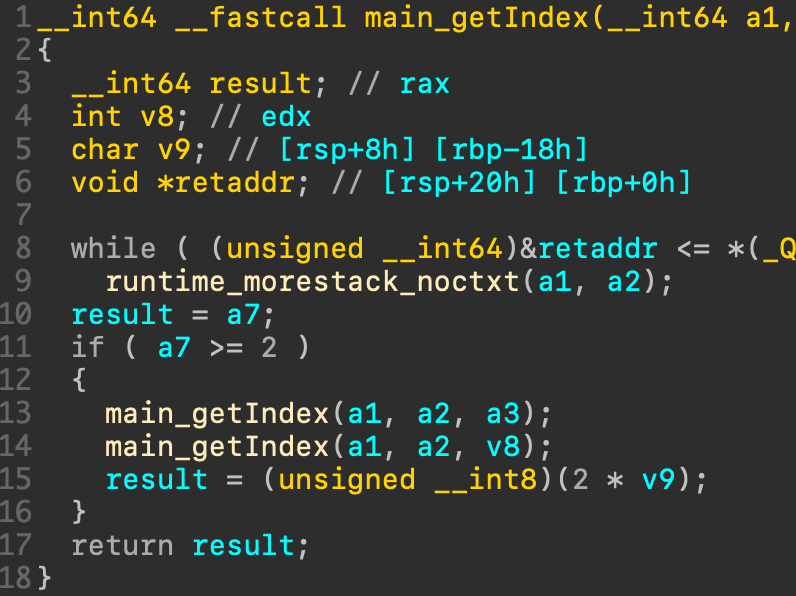 1 __int64 __fastcall main_getIndex(__int64 a1,
2 {
3   __int64 result; // rax
4   int v8; // edx
5   char v9; // [rsp+8h] [rbp-18h]
6   void *retaddr; // [rsp+20h] [rbp+0h]
7
8   while ( (unsigned __int64)&retaddr <= *(_Q
9     runtime_morestack_noctxt(a1, a2);
10   result = a7;
11   if ( a7 >= 2 )
12   {
13     main_getIndex(a1, a2, a3);
14     main_getIndex(a1, a2, v8);
15     result = (unsigned __int8)(2 * v9);
16   }
17   return result;
18 }